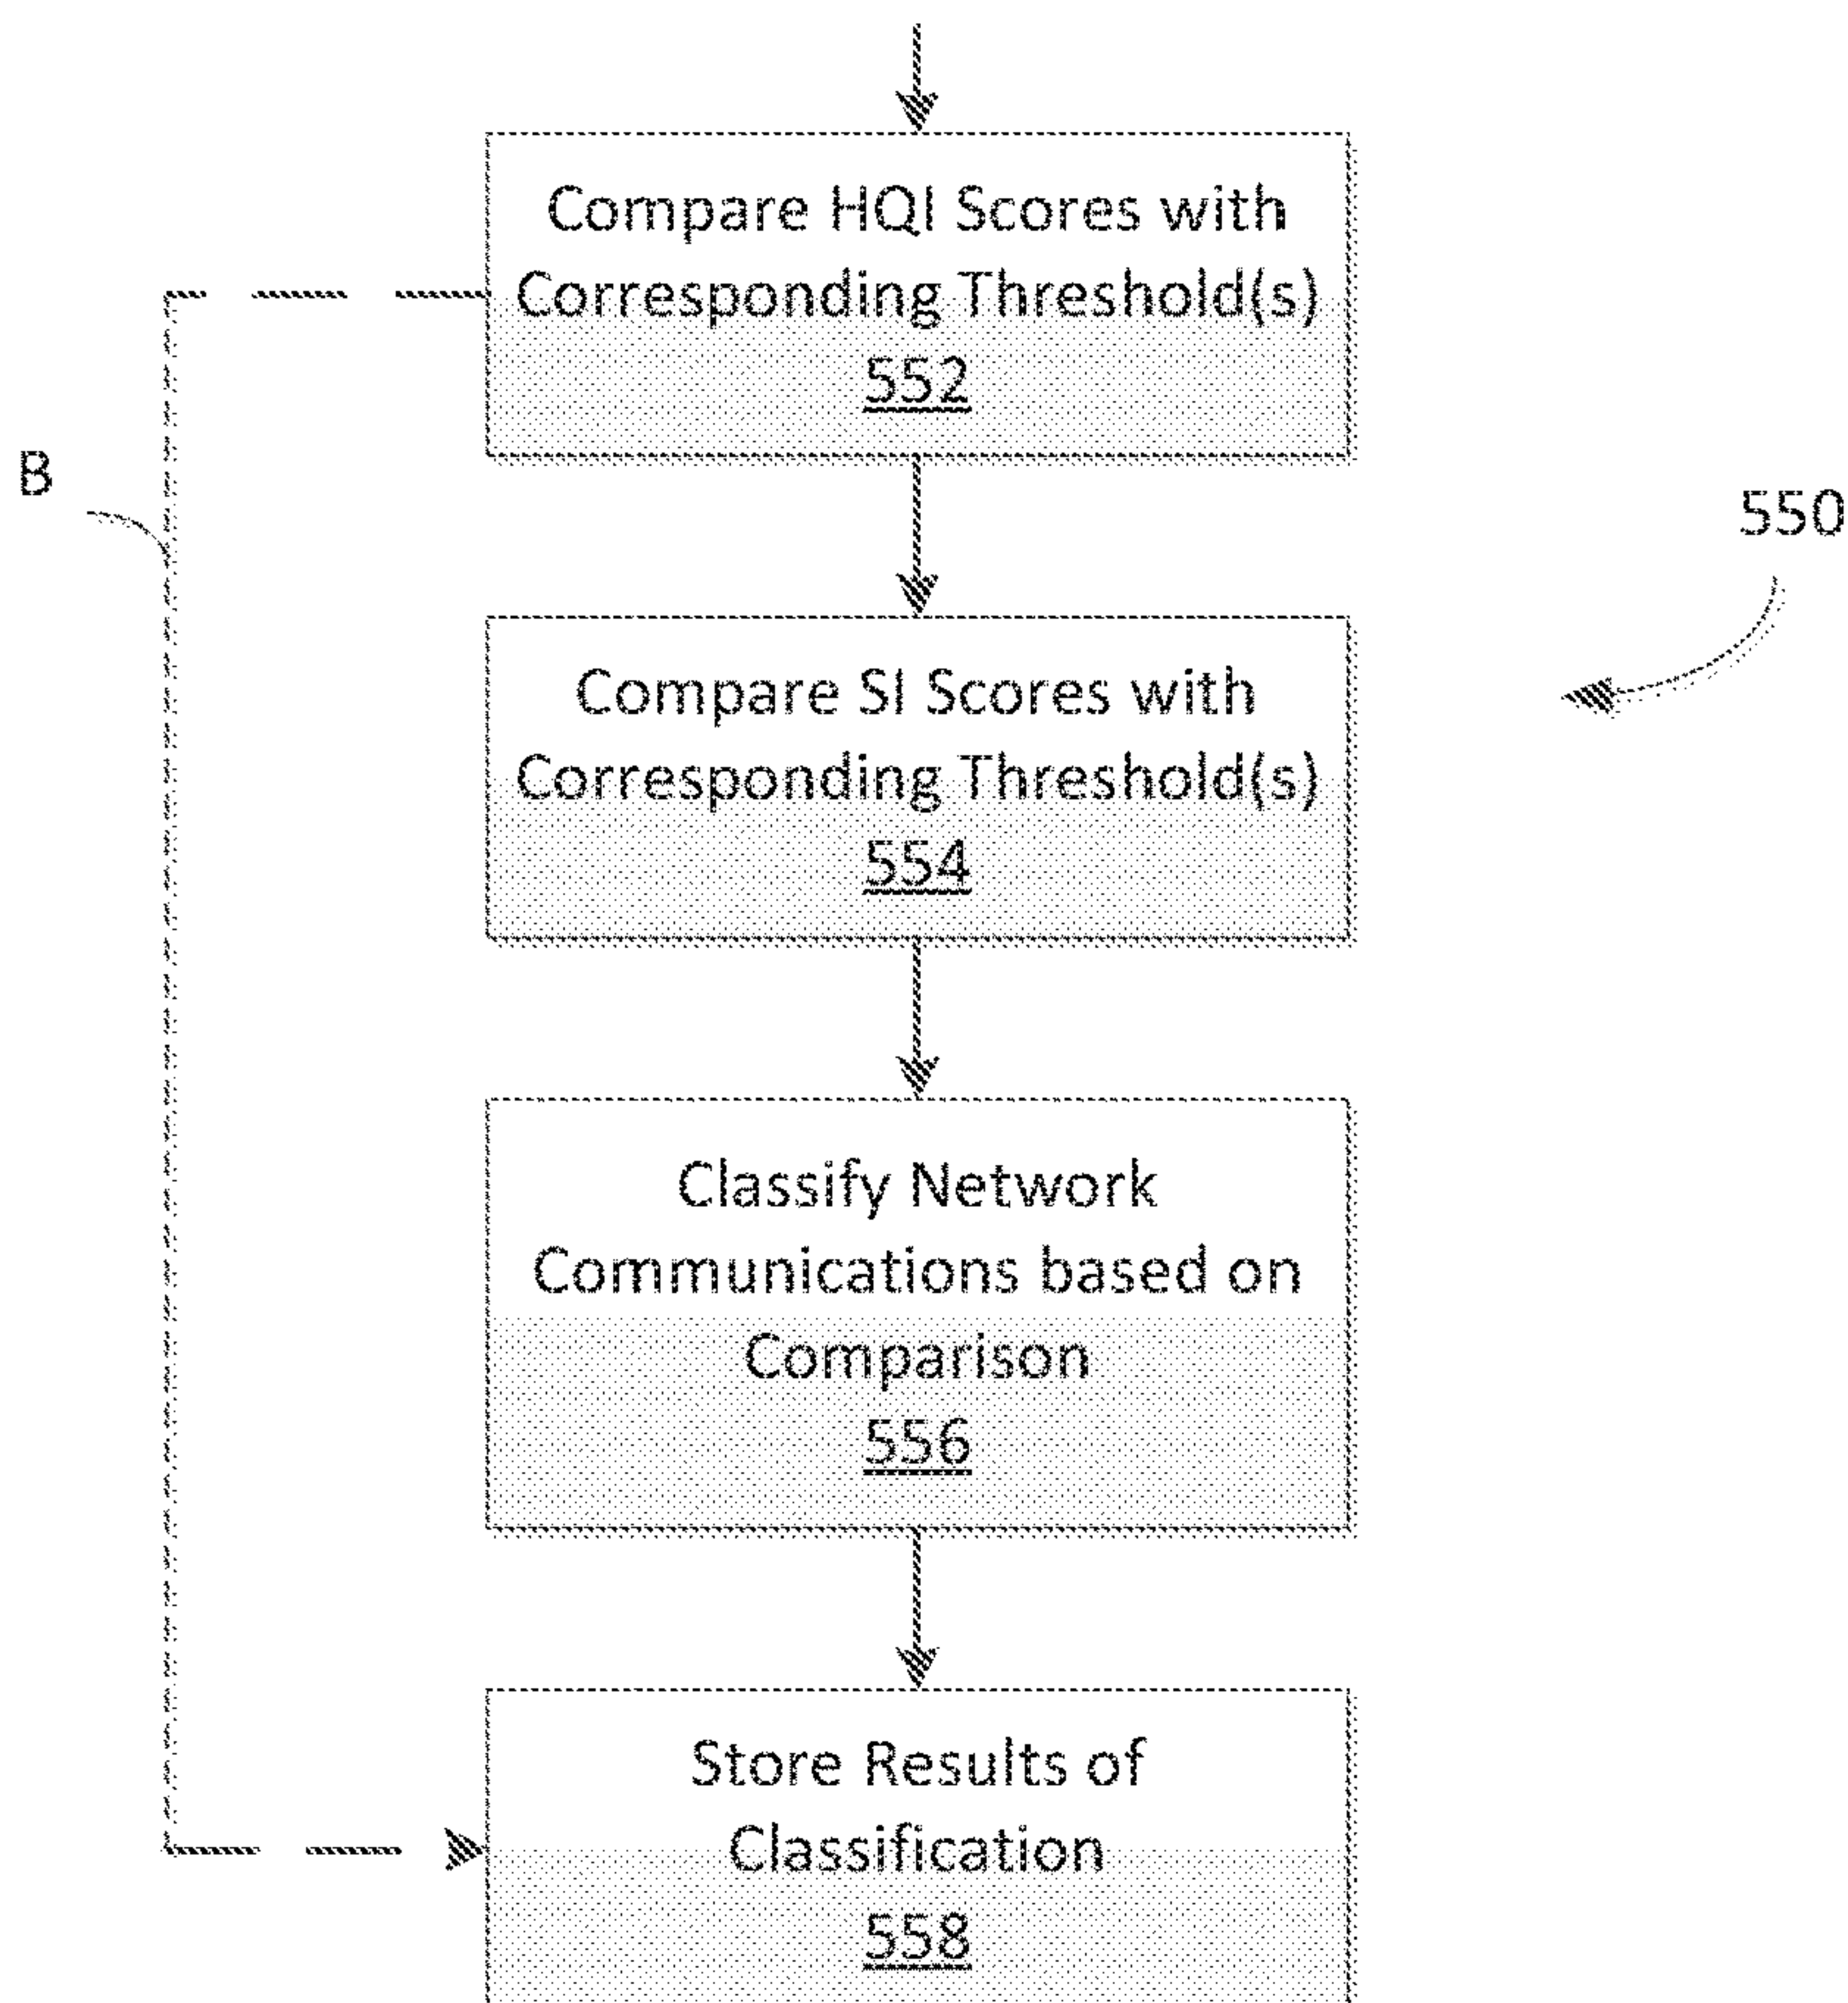 Compare HQI Scores with
Corresponding Threshold(s)
552
B
550
Compare SI Scores with
Corresponding Threshold(s)
554
Classify Network
Communications based on
Comparison
556
Store Results of
Classification
558